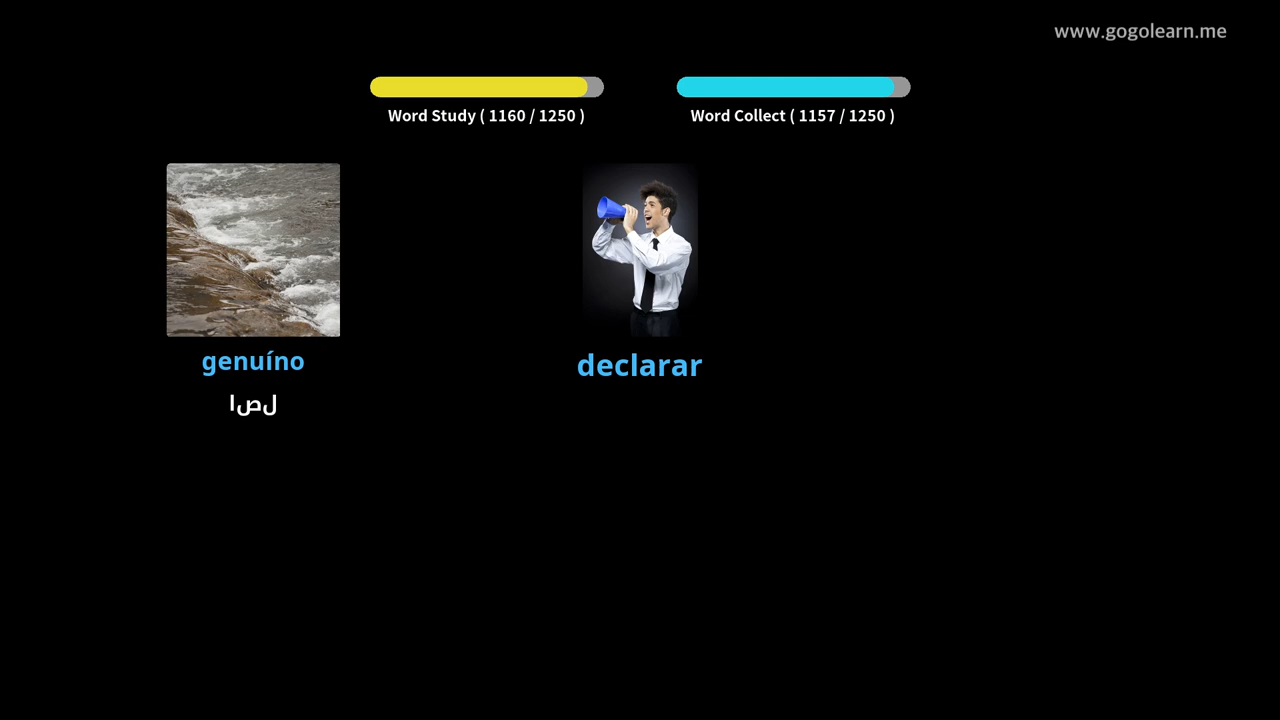 www.gogolearn.me
Word Study ( 1160 / 1250 )
Word Collect ( 1157 / 1250 )
genuíno
اصل
declarar